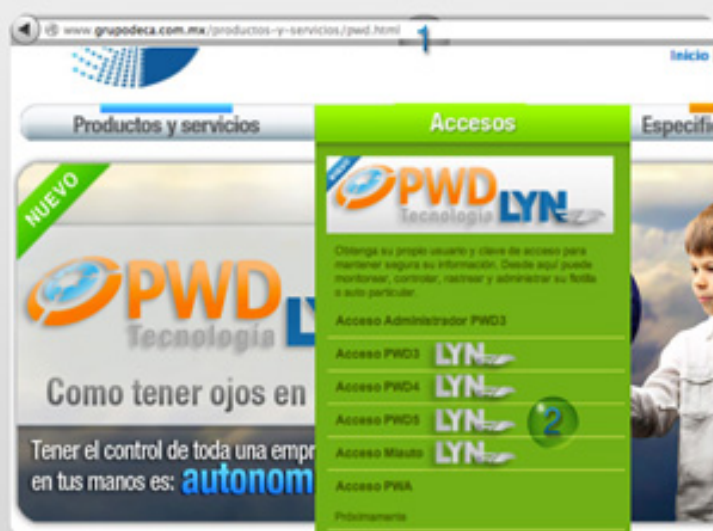 www.grupodeca.com.mx/productos-y-servicios/pwd.html
1
Inicio
Productos y servicios
Accesos
Especific
NUEVO
PWD
Tecnología
LYN
Como tener ojos en
Tener el control de toda una empr
en tus manos es: autonom
NUEVO
PWD
Tecnología LYN
Obtenga su propio usuario y clave de acceso para
mantener segura su información. Desde aquí puede
monitorear, controlar, rastrear y administrar su flotilla
o auto particular.
Acceso Administrador PWD3
Acceso PWD3 LYN
Acceso PWD4 LYN
Acceso PWD5 LYN
2
Acceso Miauto LYN
Acceso PWA
Próximamente